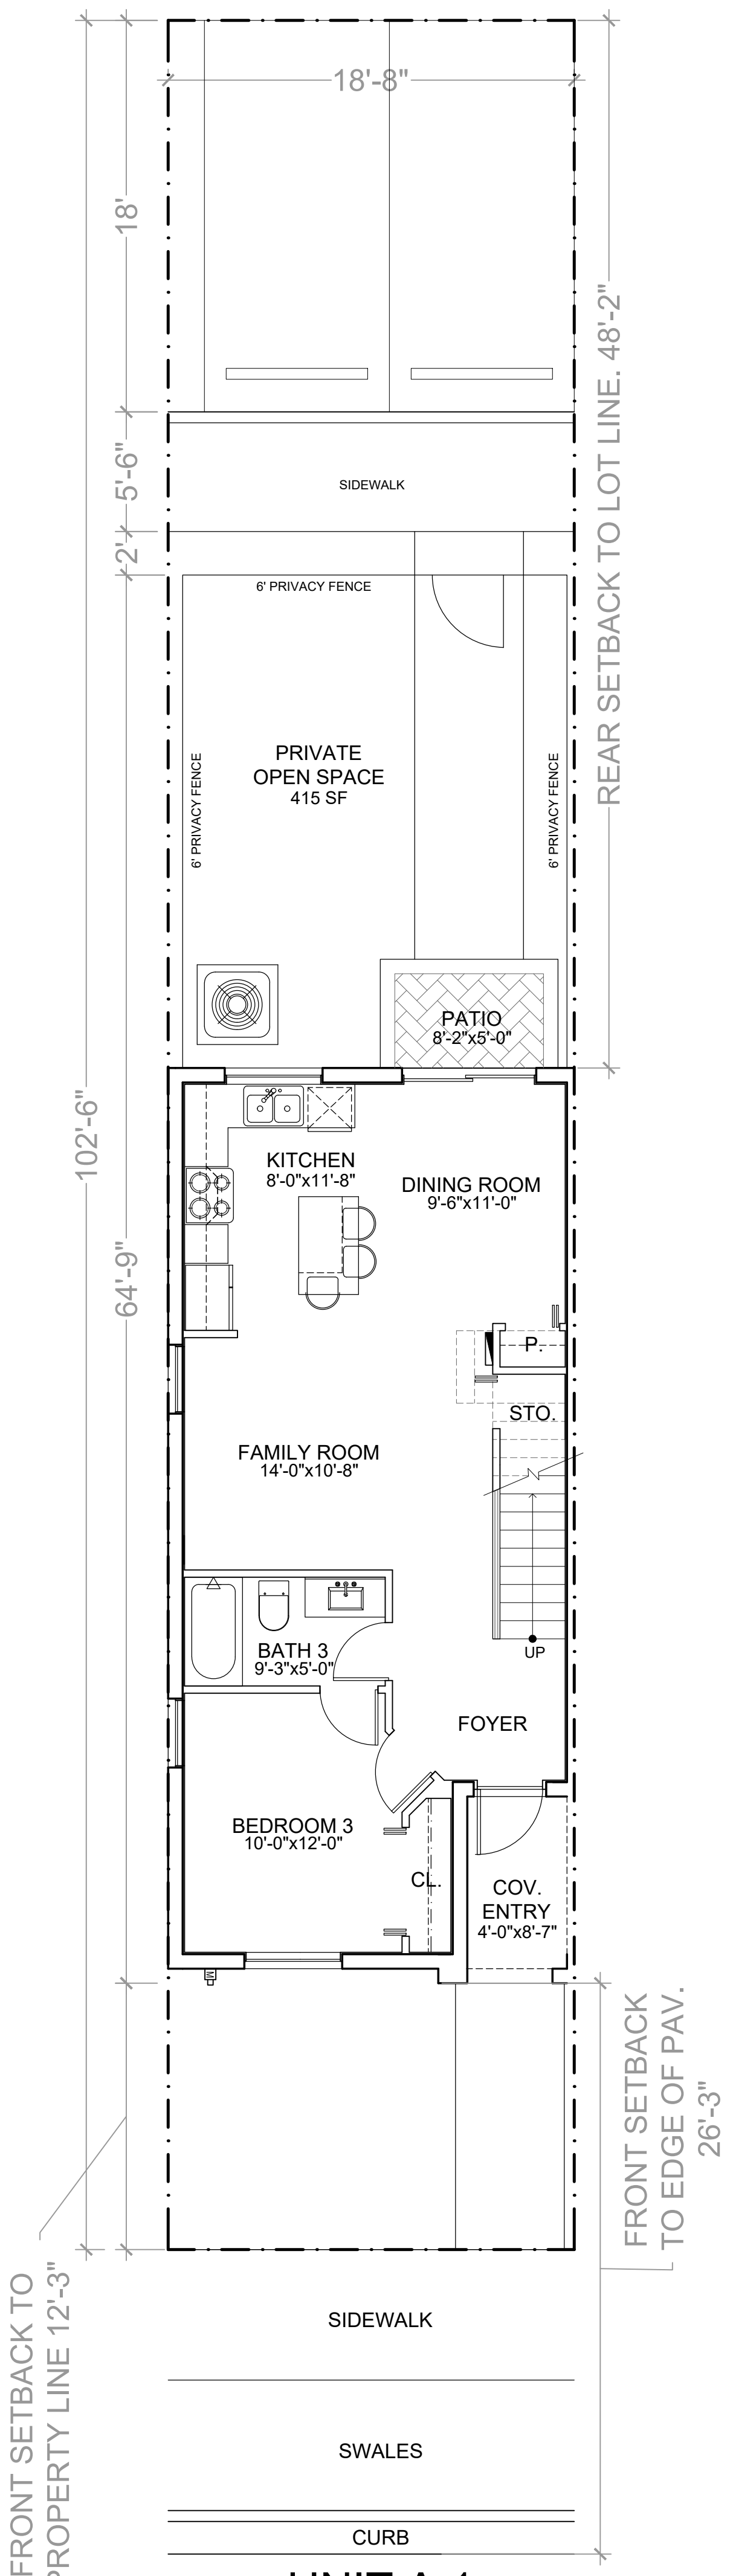 18'-8"
18'
REAR SETBACK TO LOT LINE. 48'-2"
5'-6"
SIDEWALK
2'
6' PRIVACY FENCE
PRIVATE
OPEN SPACE
415 SF
6' PRIVACY FENCE
6' PRIVACY FENCE
PATIO
8'-2"x5'-0"
102'-6"
KITCHEN
8'-0"x11'-8"
DINING ROOM
9'-6"x11'-0"
64'-9"
P.
STO.
FAMILY ROOM
14'-0"x10'-8"
BATH 3
9'-3"x5'-0"
UP
FOYER
BEDROOM 3
10'-0"x12'-0"
CL.
COV.
ENTRY
4'-0"x8'-7"
M
FRONT SETBACK
TO EDGE OF PAV.
26'-3"
FRONT SETBACK TO
PROPERTY LINE 12'-3"
SIDEWALK
SWALES
CURB